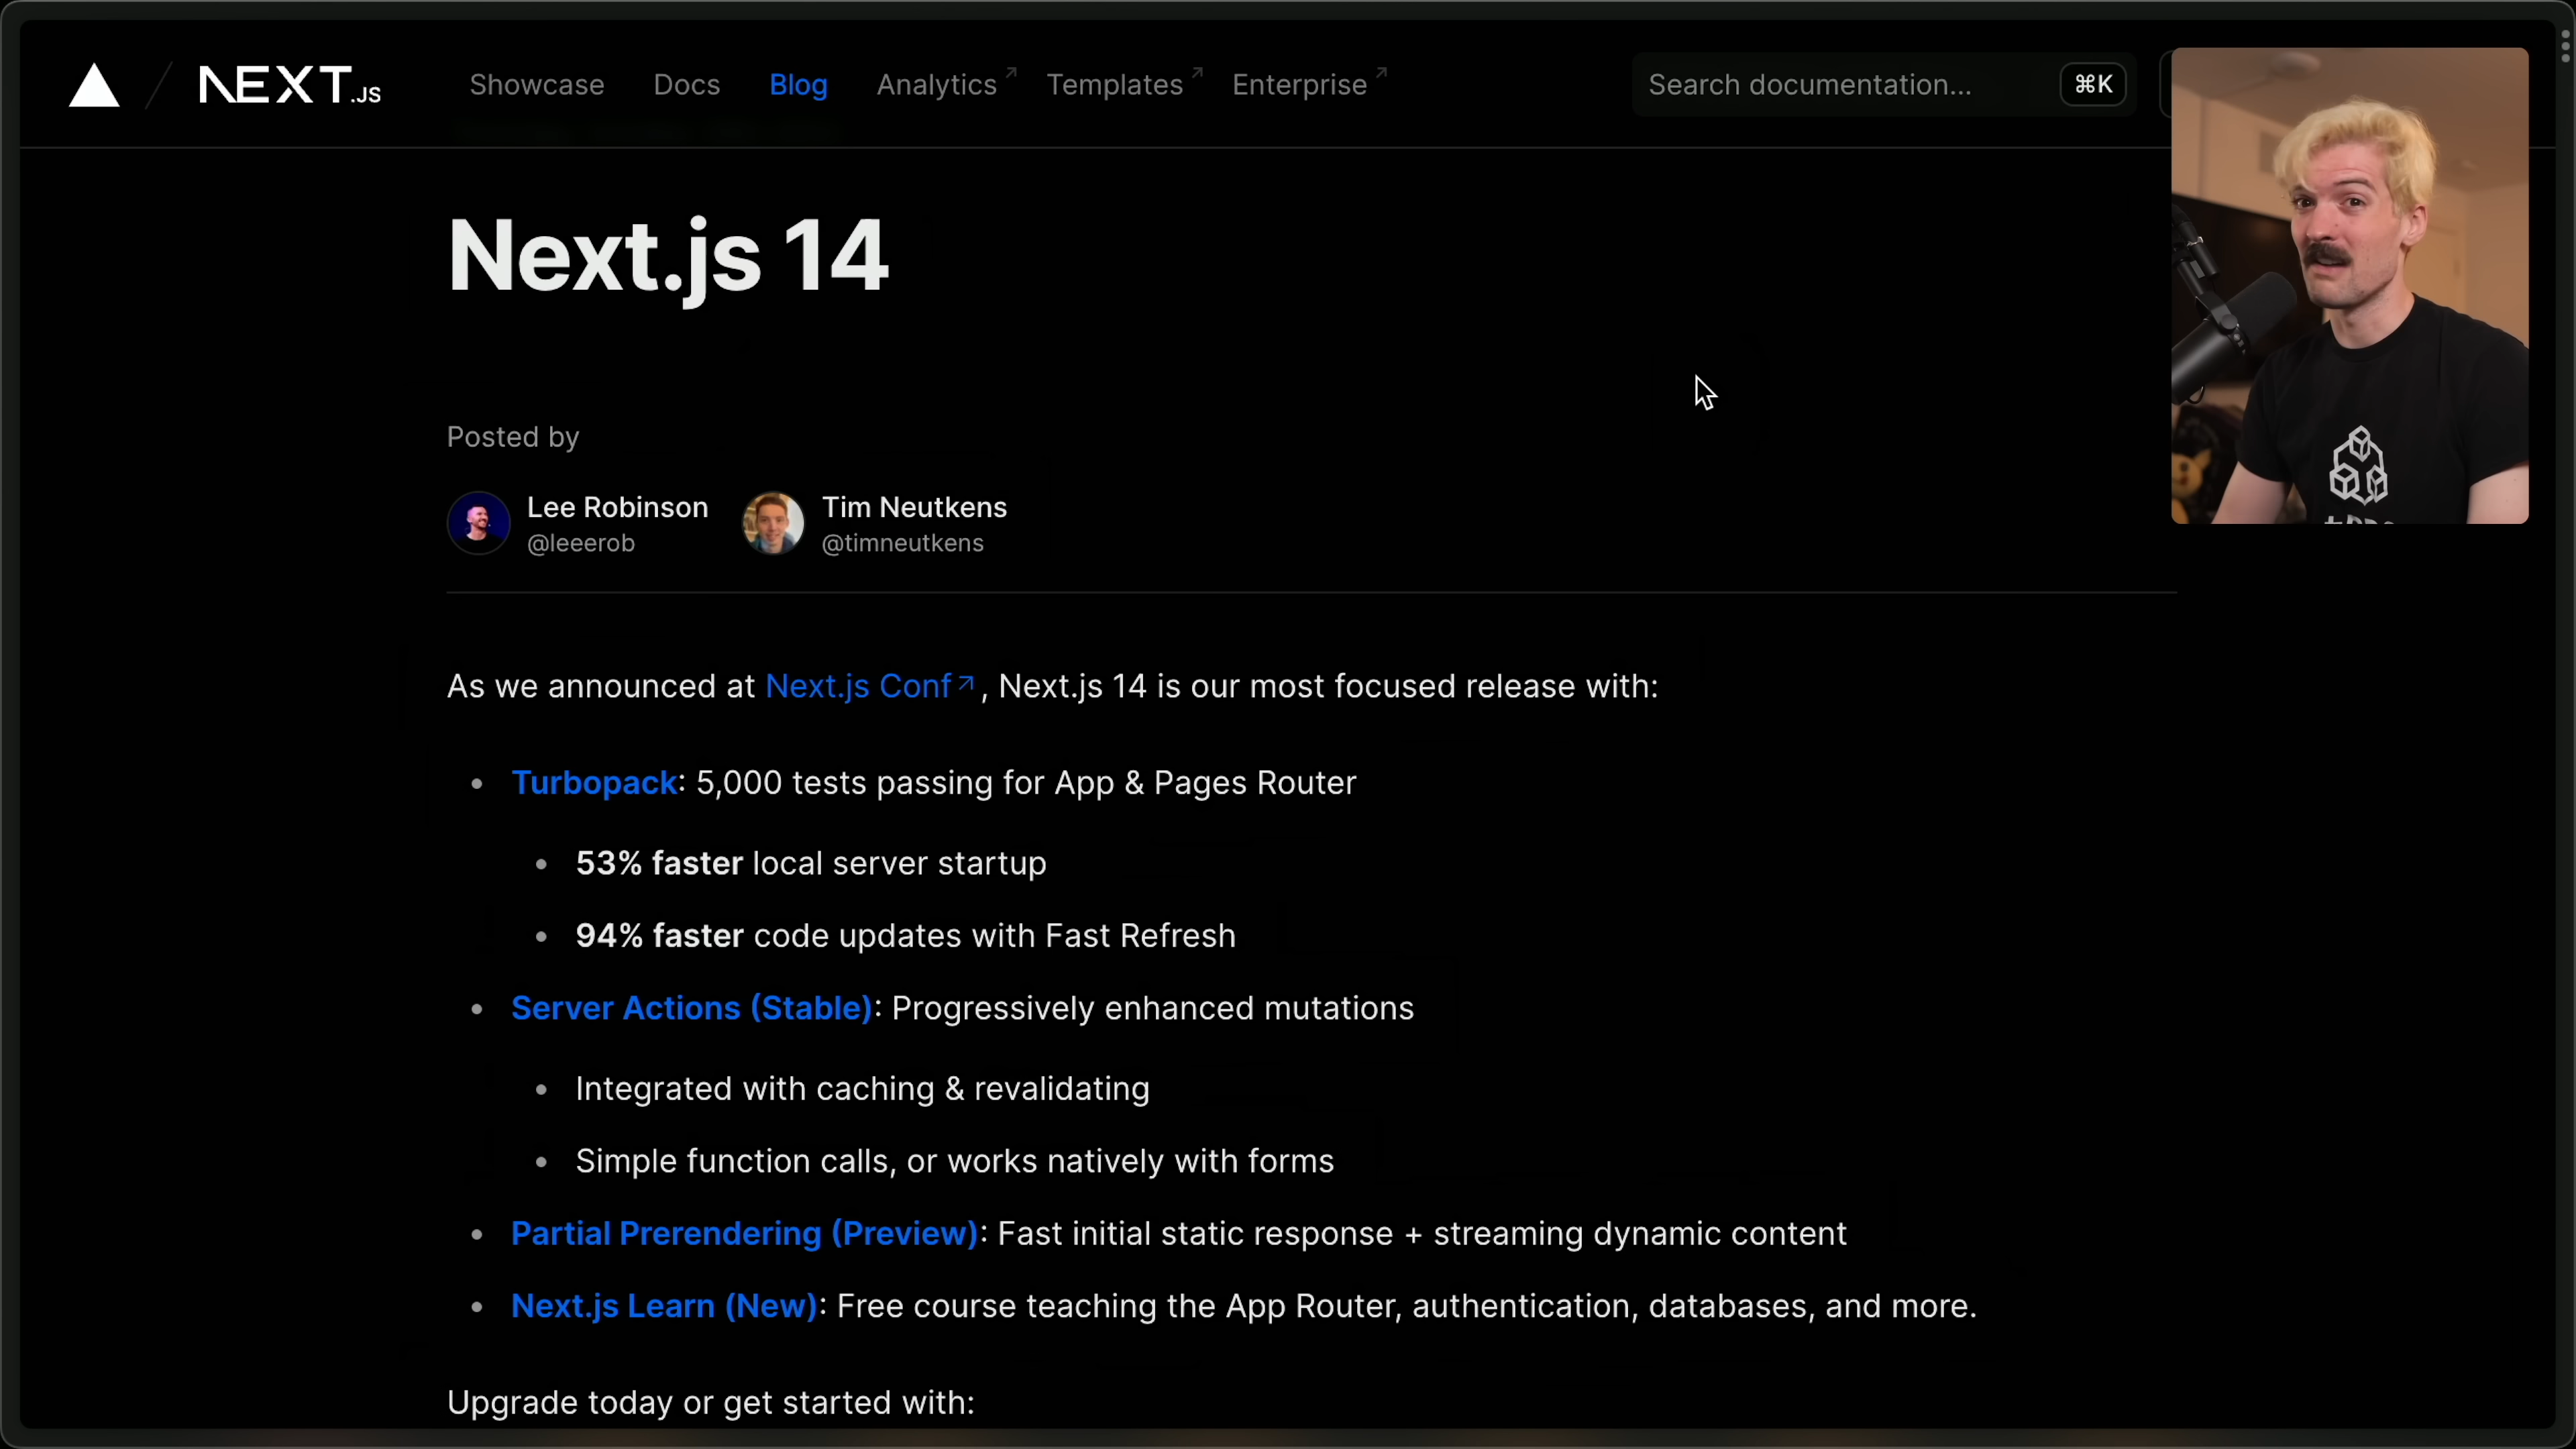 NEXT.JS
Showcase
Docs
Blog
Analytics
Templates
Enterprise
Search documentation...
⌘K
Next.js 14
Posted by
Lee Robinson
@leeerob
Tim Neutkens
@timneutkens
As we announced at Next.js Conf, Next.js 14 is our most focused release with:
Turbopack: 5,000 tests passing for App & Pages Router
53% faster local server startup
94% faster code updates with Fast Refresh
Server Actions (Stable): Progressively enhanced mutations
Integrated with caching & revalidating
Simple function calls, or works natively with forms
Partial Prerendering (Preview): Fast initial static response + streaming dynamic content
Next.js Learn (New): Free course teaching the App Router, authentication, databases, and more.
Upgrade today or get started with: